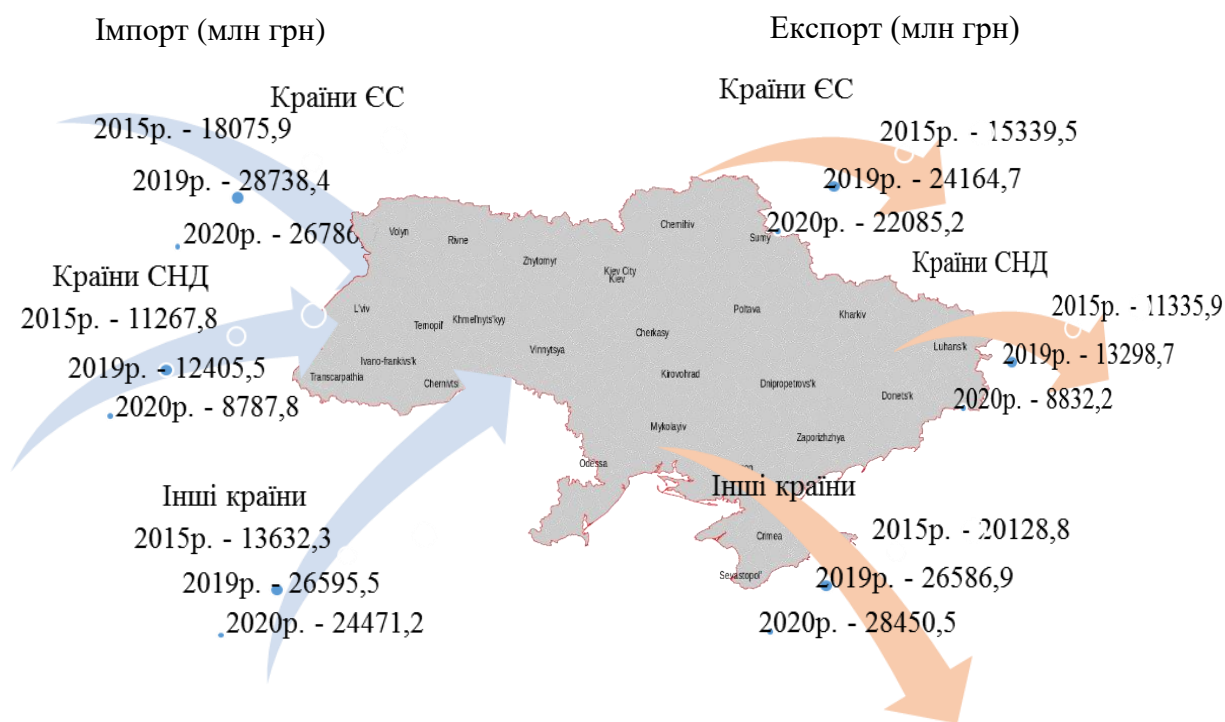 Імпорт (млн грн)
Експорт (млн грн)
Країни ЄС
2015р. - 18075,9
2019р. - 28738,4
2020р. - 26786
Країни СНД
2015р. - 11267,8
2019р. - 12405,5
2020р. - 8787,8
Інші країни
2015р. - 13632,3
2019р. - 26595,5
2020р. - 24471,2
Країни ЄС
2015р. - 15339,5
2019р. - 24164,7
2020р. - 22085,2
Країни СНД
2015р. - 11335,9
2019р. - 13298,7
2020р. - 8832,2
Інші країни
2015р. - 20128,8
2019р. - 26586,9
2020р. - 28450,5
Volyn
Rivne
Zhytomyr
Chernihiv
Sumy
Kiev City
Kiev
L'viv
Ternopil'
Khmel'nyts'kyy
Vinnytsya
Cherkasy
Poltava
Kharkiv
Luhans'k
Ivano-frankivs'k
Transcarpathia
Chernivtsi
Kirovohrad
Dnipropetrovs'k
Donets'k
Mykolayiv
Zaporizhzhya
Odessa
Crimea
Sevastopol'